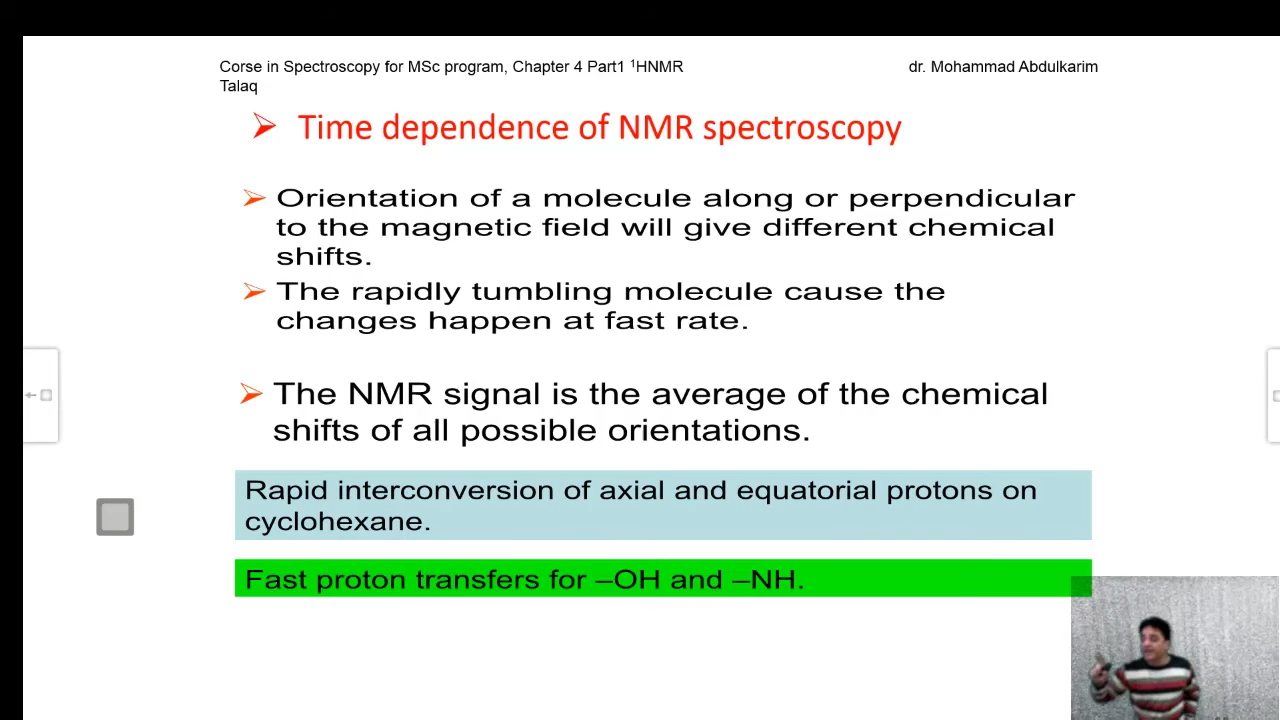 Corse in Spectroscopy for MSc program, Chapter 4 Part1 ¹HNMR dr. Mohammad Abdulkarim
Talaq
Time dependence of NMR spectroscopy
Orientation of a molecule along or perpendicular
to the magnetic field will give different chemical
shifts.
The rapidly tumbling molecule cause the
changes happen at fast rate.
The NMR signal is the average of the chemical
shifts of all possible orientations.
Rapid interconversion of axial and equatorial protons on
cyclohexane.
Fast proton transfers for –OH and –NH.